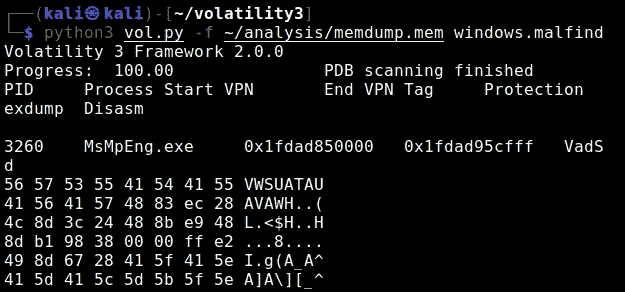 ┌──(kali㉿kali)-[~/volatility3]
└─$ python3 vol.py -f ~/analysis/memdump.mem windows.malfind
Volatility 3 Framework 2.0.0
Progress:  100.00               PDB scanning finished
PID     Process Start VPN       End VPN Tag     Protection
exdump  Disasm
3260    MsMpEng.exe     0x1fdad850000   0x1fdad95cfff   VadS
d
56 57 53 55 41 54 41 55 VWSUATAU
41 56 41 57 48 83 ec 28 AVAWH..(
4c 8d 3c 24 48 8b e9 48 L.<$H..H
8d b1 98 38 00 00 ff e2 ...8....
49 8d 67 28 41 5f 41 5e I.g(A_A^
41 5d 41 5c 5d 5b 5f 5e A]A\][_^